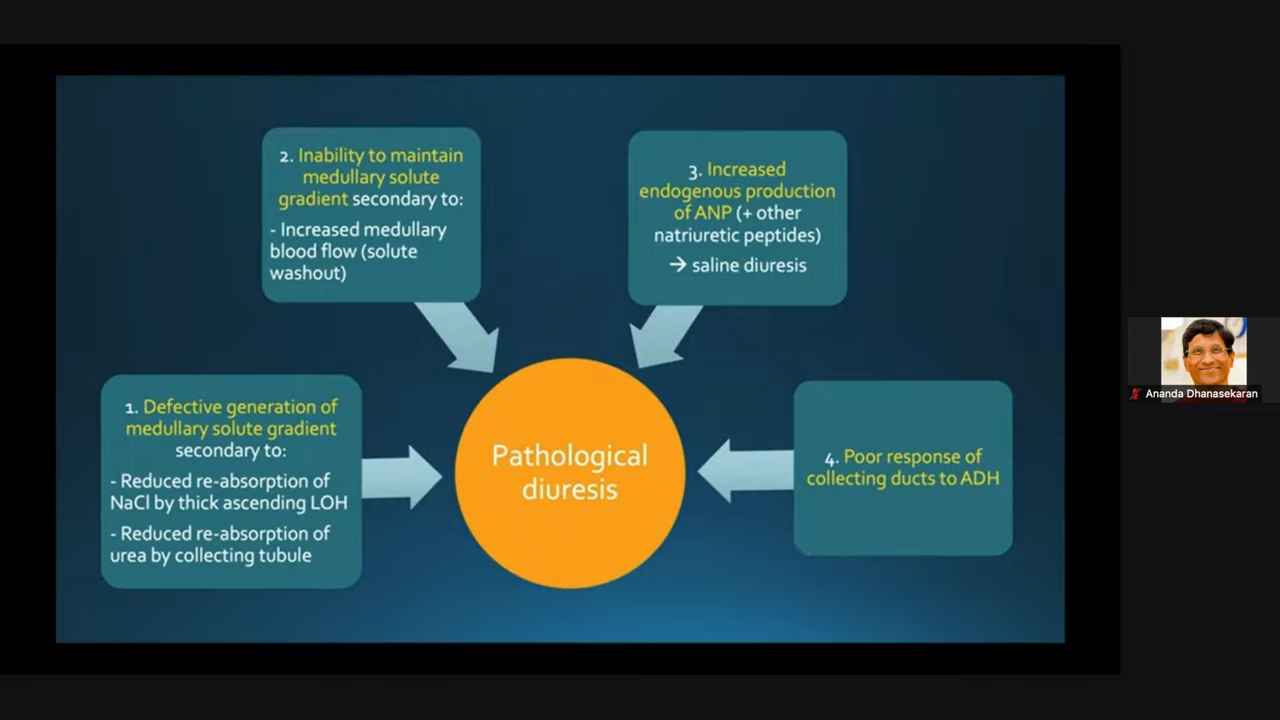 2. Inability to maintain
medullary solute
gradient secondary to:
- Increased medullary
blood flow (solute
washout)
3. Increased
endogenous production
of ANP (+ other
natriuretic peptides)
→ saline diuresis
1. Defective generation of
medullary solute gradient
secondary to:
- Reduced re-absorption of
NaCl by thick ascending LOH
- Reduced re-absorption of
urea by collecting tubule
Pathological
diuresis
4. Poor response of
collecting ducts to ADH
Ananda Dhanasekaran